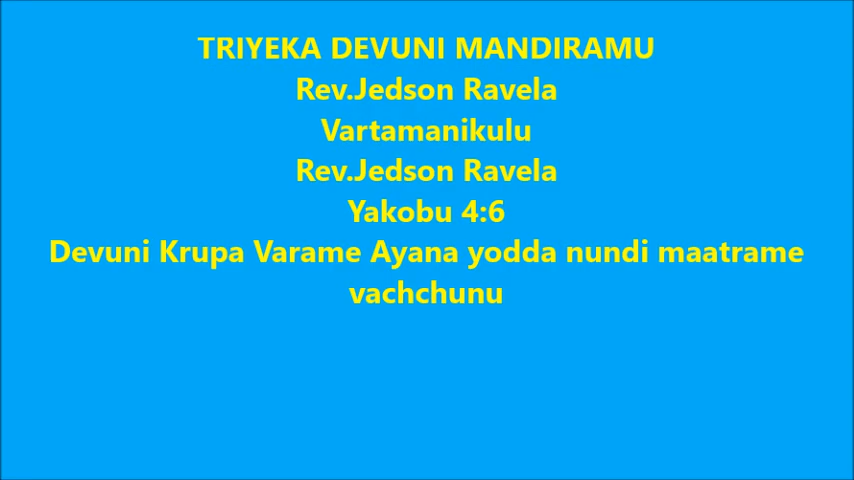 TRIYEKA DEVUNI MANDIRAMU
Rev.Jedson Ravela
Vartamanikulu
Rev.Jedson Ravela
Yakobu 4:6
Devuni Krupa Varame Ayana yodda nundi maatrame
vachchunu